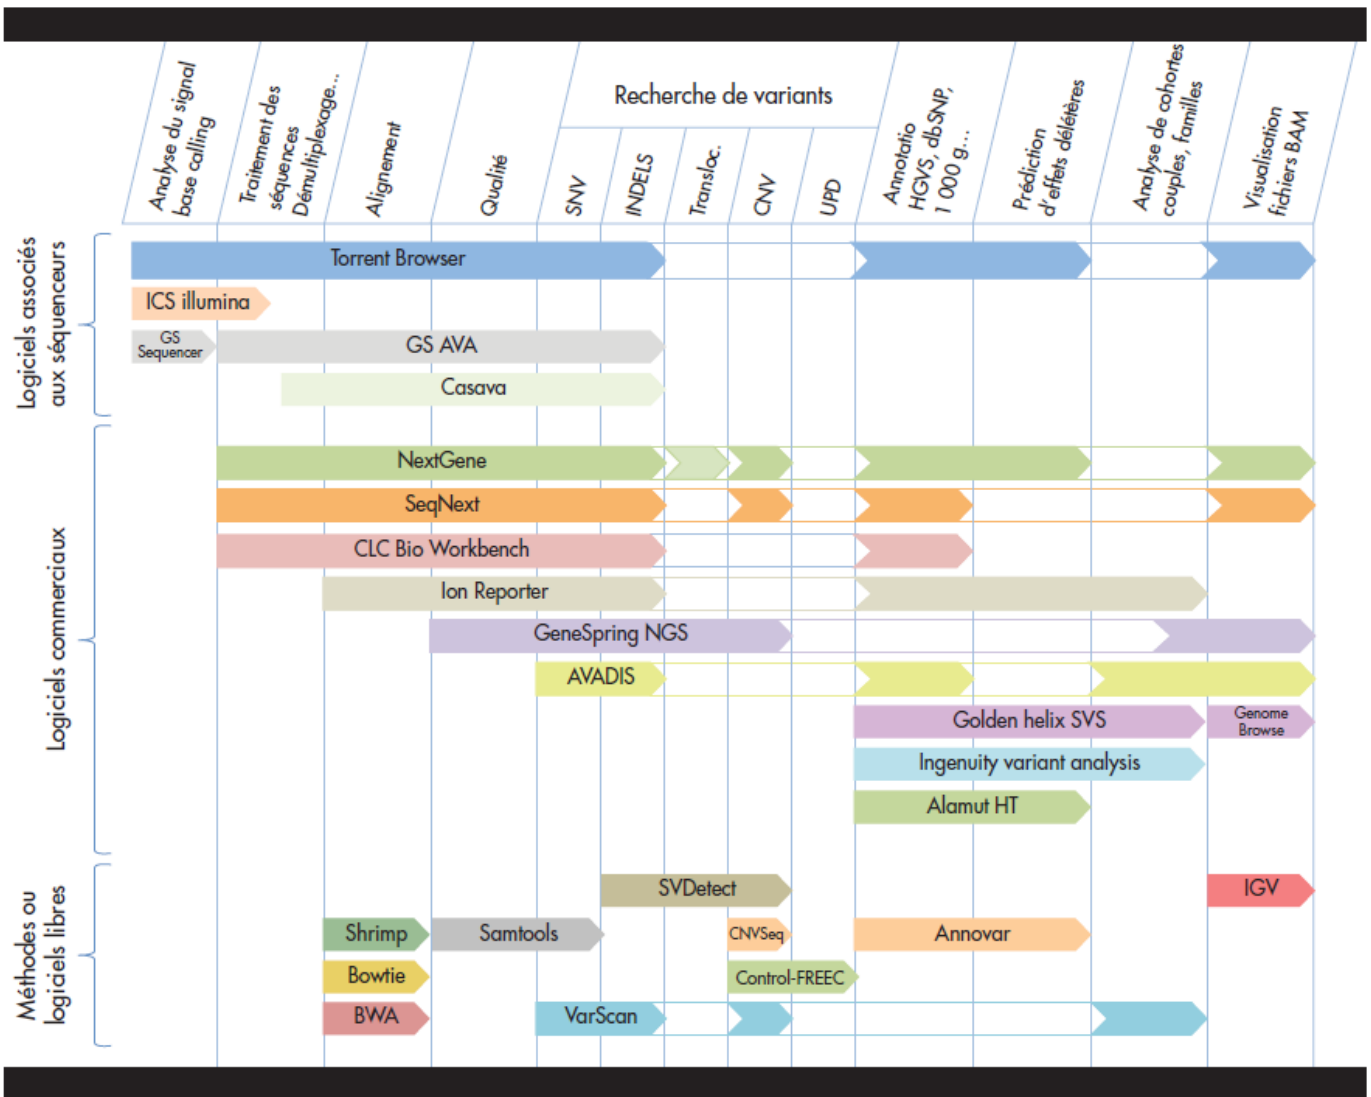 Analyse du signal
base calling
Traitement des
séquences
Démultiplexage...
Alignement
Qualité
Recherche de variants
SNV
INDELS
Transloc.
CNV
UPD
Annotatio
HGVS, dbSNP,
1 000 g...
Prédiction
d'effets délétères
Analyse de cohortes
couples, familles
Visualisation
fichiers BAM
Logiciels associés
aux séquenceurs
Torrent Browser
ICS illumina
GS
Sequencer
GS AVA
Casava
Logiciels commerciaux
NextGene
SeqNext
CLC Bio Workbench
Ion Reporter
GeneSpring NGS
AVADIS
Golden helix SVS
Genome
Browse
Ingenuity variant analysis
Alamut HT
Méthodes ou
logiciels libres
SVDetect
IGV
Shrimp
Samtools
CNVSeq
Annovar
Bowtie
Control-FREEC
BWA
VarScan